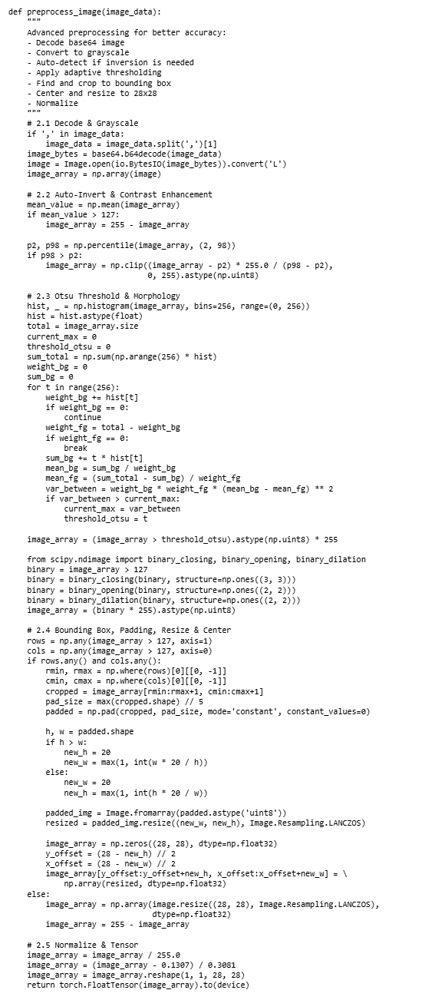 def preprocess_image(image_data):
    """
    Advanced preprocessing for better accuracy:
    - Decode base64 image
    - Convert to grayscale
    - Auto-detect if inversion is needed
    - Apply adaptive thresholding
    - Find and crop to bounding box
    - Center and resize to 28x28
    - Normalize
    """
    # 2.1 Decode & Grayscale
    if ',' in image_data:
        image_data = image_data.split(',')[1]
    image_bytes = base64.b64decode(image_data)
    image = Image.open(io.BytesIO(image_bytes)).convert('L')
    image_array = np.array(image)

    # 2.2 Auto-Invert & Contrast Enhancement
    mean_value = np.mean(image_array)
    if mean_value > 127:
        image_array = 255 - image_array

    p2, p98 = np.percentile(image_array, (2, 98))
    if p98 > p2:
        image_array = np.clip((image_array - p2) * 255.0 / (p98 - p2),
                              0, 255).astype(np.uint8)

    # 2.3 Otsu Threshold & Morphology
    hist, _ = np.histogram(image_array, bins=256, range=(0, 256))
    hist = hist.astype(float)
    total = image_array.size
    current_max = 0
    threshold_otsu = 0
    sum_total = np.sum(np.arange(256) * hist)
    weight_bg = 0
    sum_bg = 0
    for t in range(256):
        weight_bg += hist[t]
        if weight_bg == 0:
            continue
        weight_fg = total - weight_bg
        if weight_fg == 0:
            break
        sum_bg += t * hist[t]
        mean_bg = sum_bg / weight_bg
        mean_fg = (sum_total - sum_bg) / weight_fg
        var_between = weight_bg * weight_fg * (mean_bg - mean_fg) ** 2
        if var_between > current_max:
            current_max = var_between
            threshold_otsu = t

    image_array = (image_array > threshold_otsu).astype(np.uint8) * 255

    from scipy.ndimage import binary_closing, binary_opening, binary_dilation
    binary = image_array > 127
    binary = binary_closing(binary, structure=np.ones((3, 3)))
    binary = binary_opening(binary, structure=np.ones((2, 2)))
    binary = binary_dilation(binary, structure=np.ones((2, 2)))
    image_array = (binary * 255).astype(np.uint8)

    # 2.4 Bounding Box, Padding, Resize & Center
    rows = np.any(image_array > 127, axis=1)
    cols = np.any(image_array > 127, axis=0)
    if rows.any() and cols.any():
        rmin, rmax = np.where(rows)[0][[0, -1]]
        cmin, cmax = np.where(cols)[0][[0, -1]]
        cropped = image_array[rmin:rmax+1, cmin:cmax+1]
        pad_size = max(cropped.shape) // 5
        padded = np.pad(cropped, pad_size, mode='constant', constant_values=0)

        h, w = padded.shape
        if h > w:
            new_h = 20
            new_w = max(1, int(w * 20 / h))
        else:
            new_w = 20
            new_h = max(1, int(h * 20 / w))

        padded_img = Image.fromarray(padded.astype('uint8'))
        resized = padded_img.resize((new_w, new_h), Image.Resampling.LANCZOS)

        image_array = np.zeros((28, 28), dtype=np.float32)
        y_offset = (28 - new_h) // 2
        x_offset = (28 - new_w) // 2
        image_array[y_offset:y_offset+new_h, x_offset:x_offset+new_w] = \
            np.array(resized, dtype=np.float32)
    else:
        image_array = np.array(image.resize((28, 28), Image.Resampling.LANCZOS),
                               dtype=np.float32)
        image_array = 255 - image_array

    # 2.5 Normalize & Tensor
    image_array = image_array / 255.0
    image_array = (image_array - 0.1307) / 0.3081
    image_array = image_array.reshape(1, 1, 28, 28)
    return torch.FloatTensor(image_array).to(device)